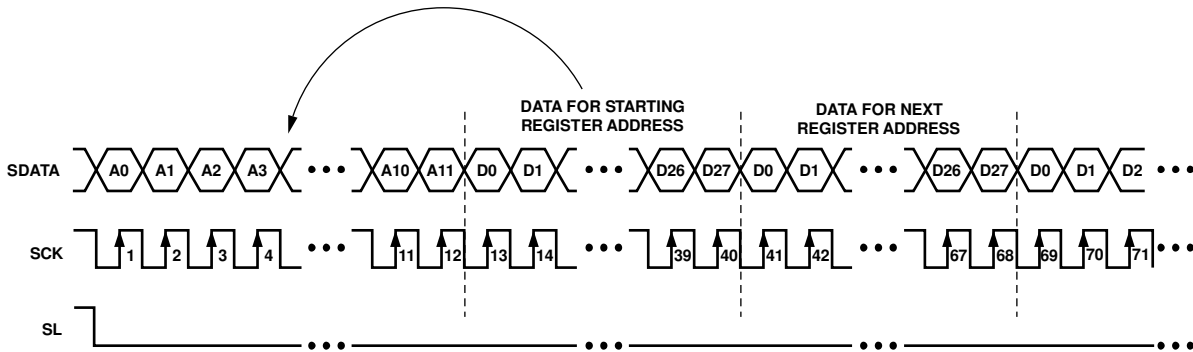 DATA FOR STARTING
REGISTER ADDRESS
DATA FOR NEXT
REGISTER ADDRESS
SDATA A0 A1 A2 A3 ••• A10 A11 D0 D1 ••• D26 D27 D0 D1 ••• D26 D27 D0 D1 D2 •••
SCK 1 2 3 4 ••• 11 12 13 14 ••• 39 40 41 42 ••• 67 68 69 70 71 •••
SL ••• ••• ••• •••